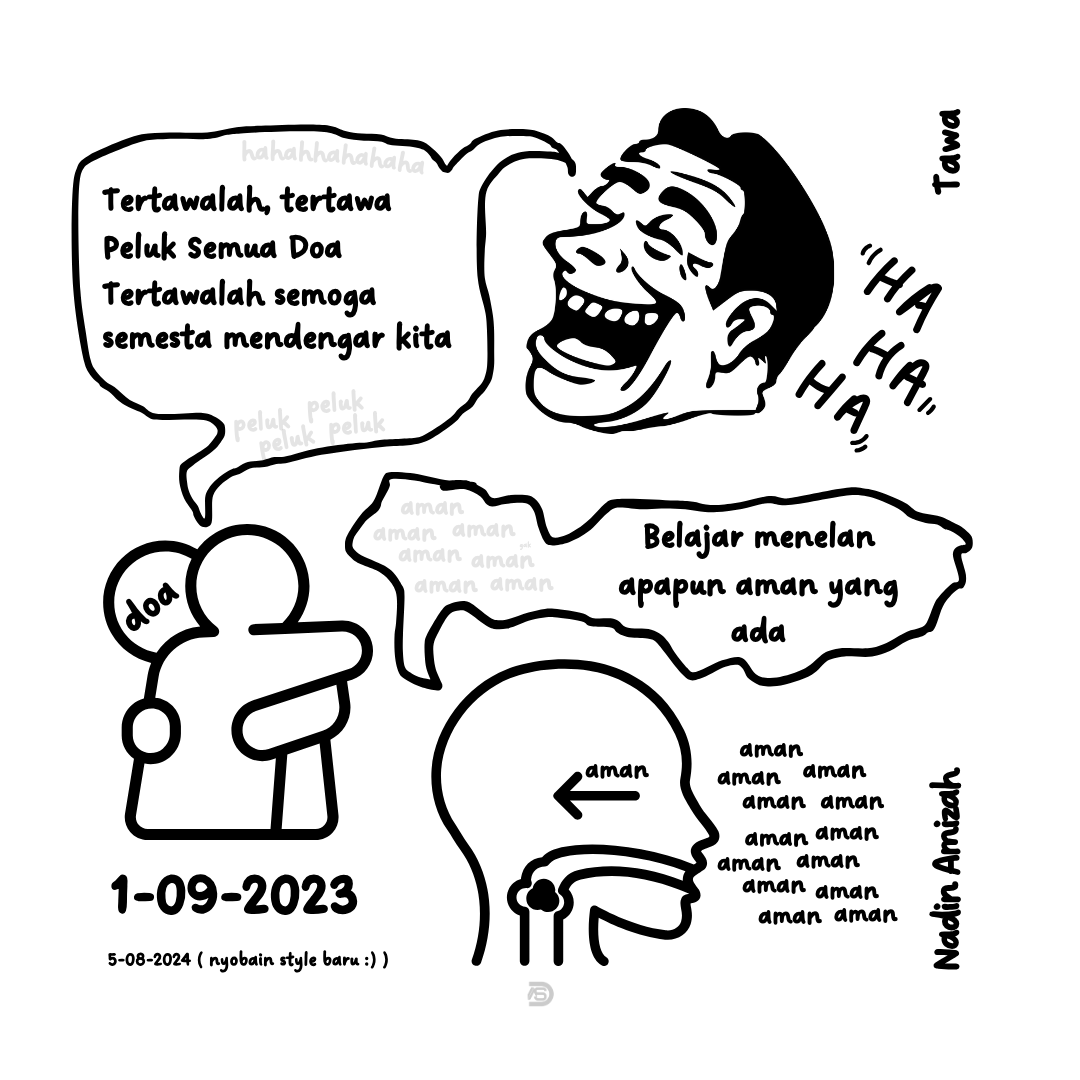 Tawa
hahahhahahaha
Tertawalah, tertawa
Peluk Semua Doa
Tertawalah semoga
semesta mendengar kita
peluk peluk
peluk peluk
"HA
HA"
HA"
aman
aman aman
aman aman
aman aman
Belajar menelan
apapun aman yang
ada
doa
aman
aman
aman aman
aman aman
aman aman
aman aman
aman aman
aman aman
Nadin Amizah
1-09-2023
5-08-2024 ( nyobain style baru :) )